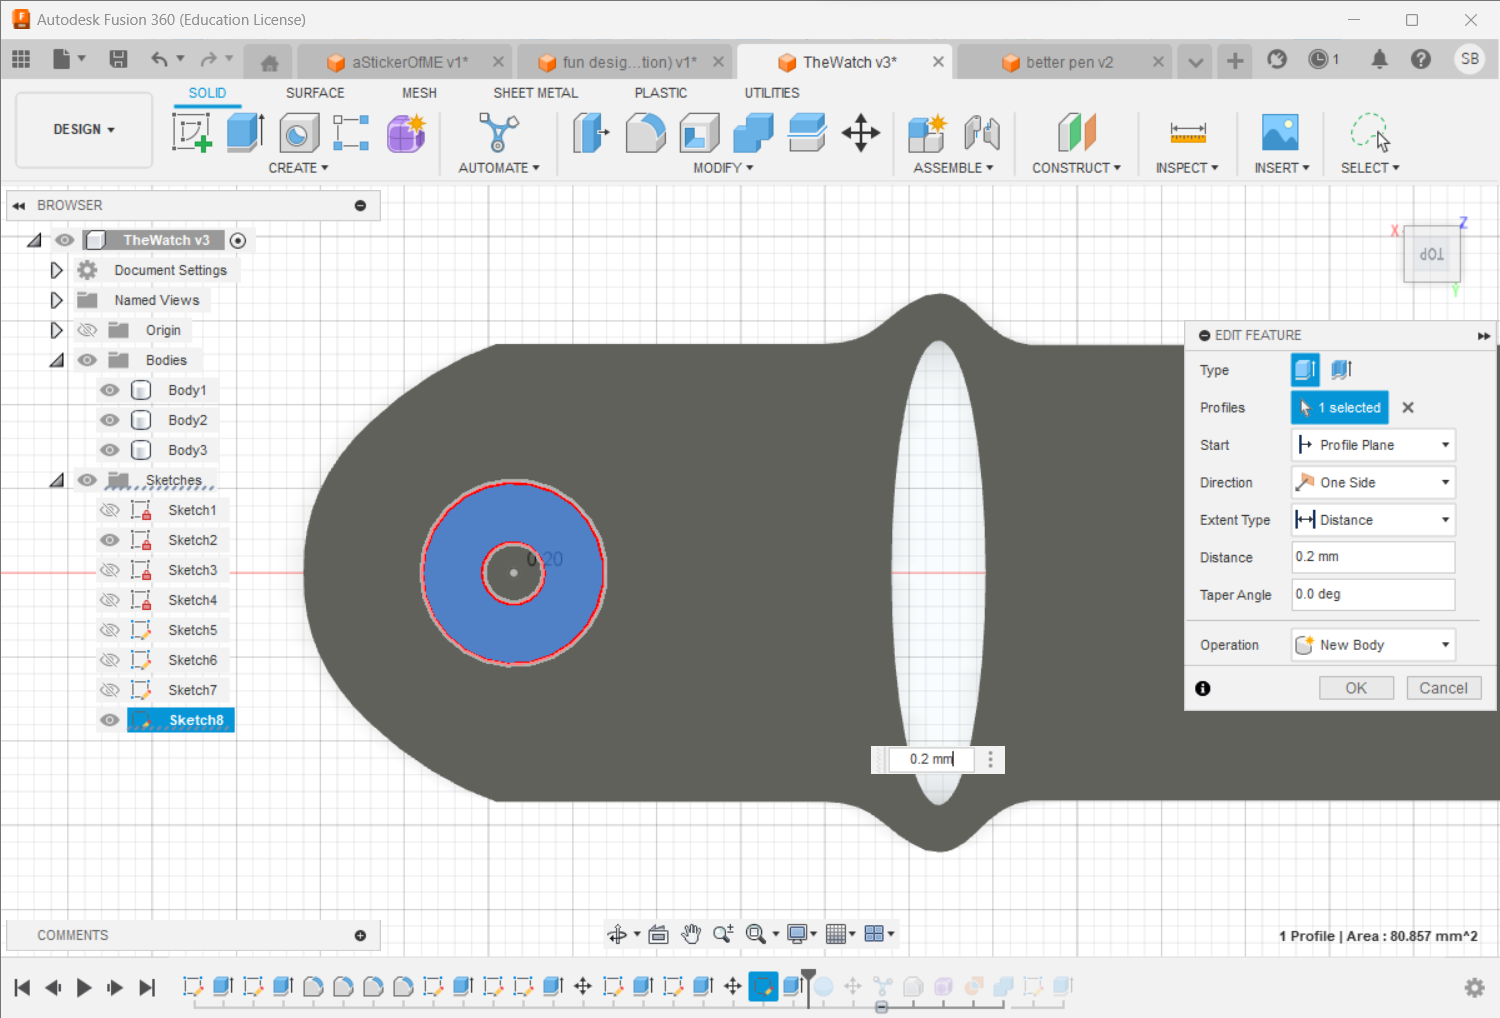 Autodesk Fusion 360 (Education License)
aStickerOfME v1*
fun desig...tion) v1*
TheWatch v3*
better pen v2
1
SB
DESIGN
SOLID
SURFACE
MESH
SHEET METAL
PLASTIC
UTILITIES
CREATE
AUTOMATE
MODIFY
ASSEMBLE
CONSTRUCT
INSPECT
INSERT
SELECT
BROWSER
TheWatch v3
Document Settings
Named Views
Origin
Bodies
Body1
Body2
Body3
Sketches
Sketch1
Sketch2
Sketch3
Sketch4
Sketch5
Sketch6
Sketch7
Sketch8
0.20
0.2 mm
X
Z
TOP
Y
EDIT FEATURE
Type
Profiles
1 selected
Start
Profile Plane
Direction
One Side
Extent Type
Distance
Distance
0.2 mm
Taper Angle
0.0 deg
Operation
New Body
OK
Cancel
COMMENTS
1 Profile | Area : 80.857 mm^2